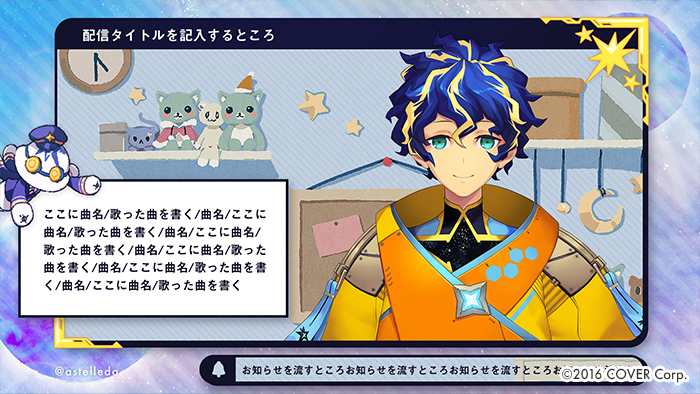 配信タイトルを記入するところ
ここに曲名/歌った曲を書く/曲名/ここに
曲名/歌った曲を書く/曲名/ここに曲名/
歌った曲を書く/曲名/ここに曲名/歌った
曲を書く/曲名/ここに曲名/歌った曲を書
く/曲名/ここに曲名/歌った曲を書く
@astelleda
お知らせを流すところお知らせを流すところお知らせを流すところお
©2016 COVER Corp.